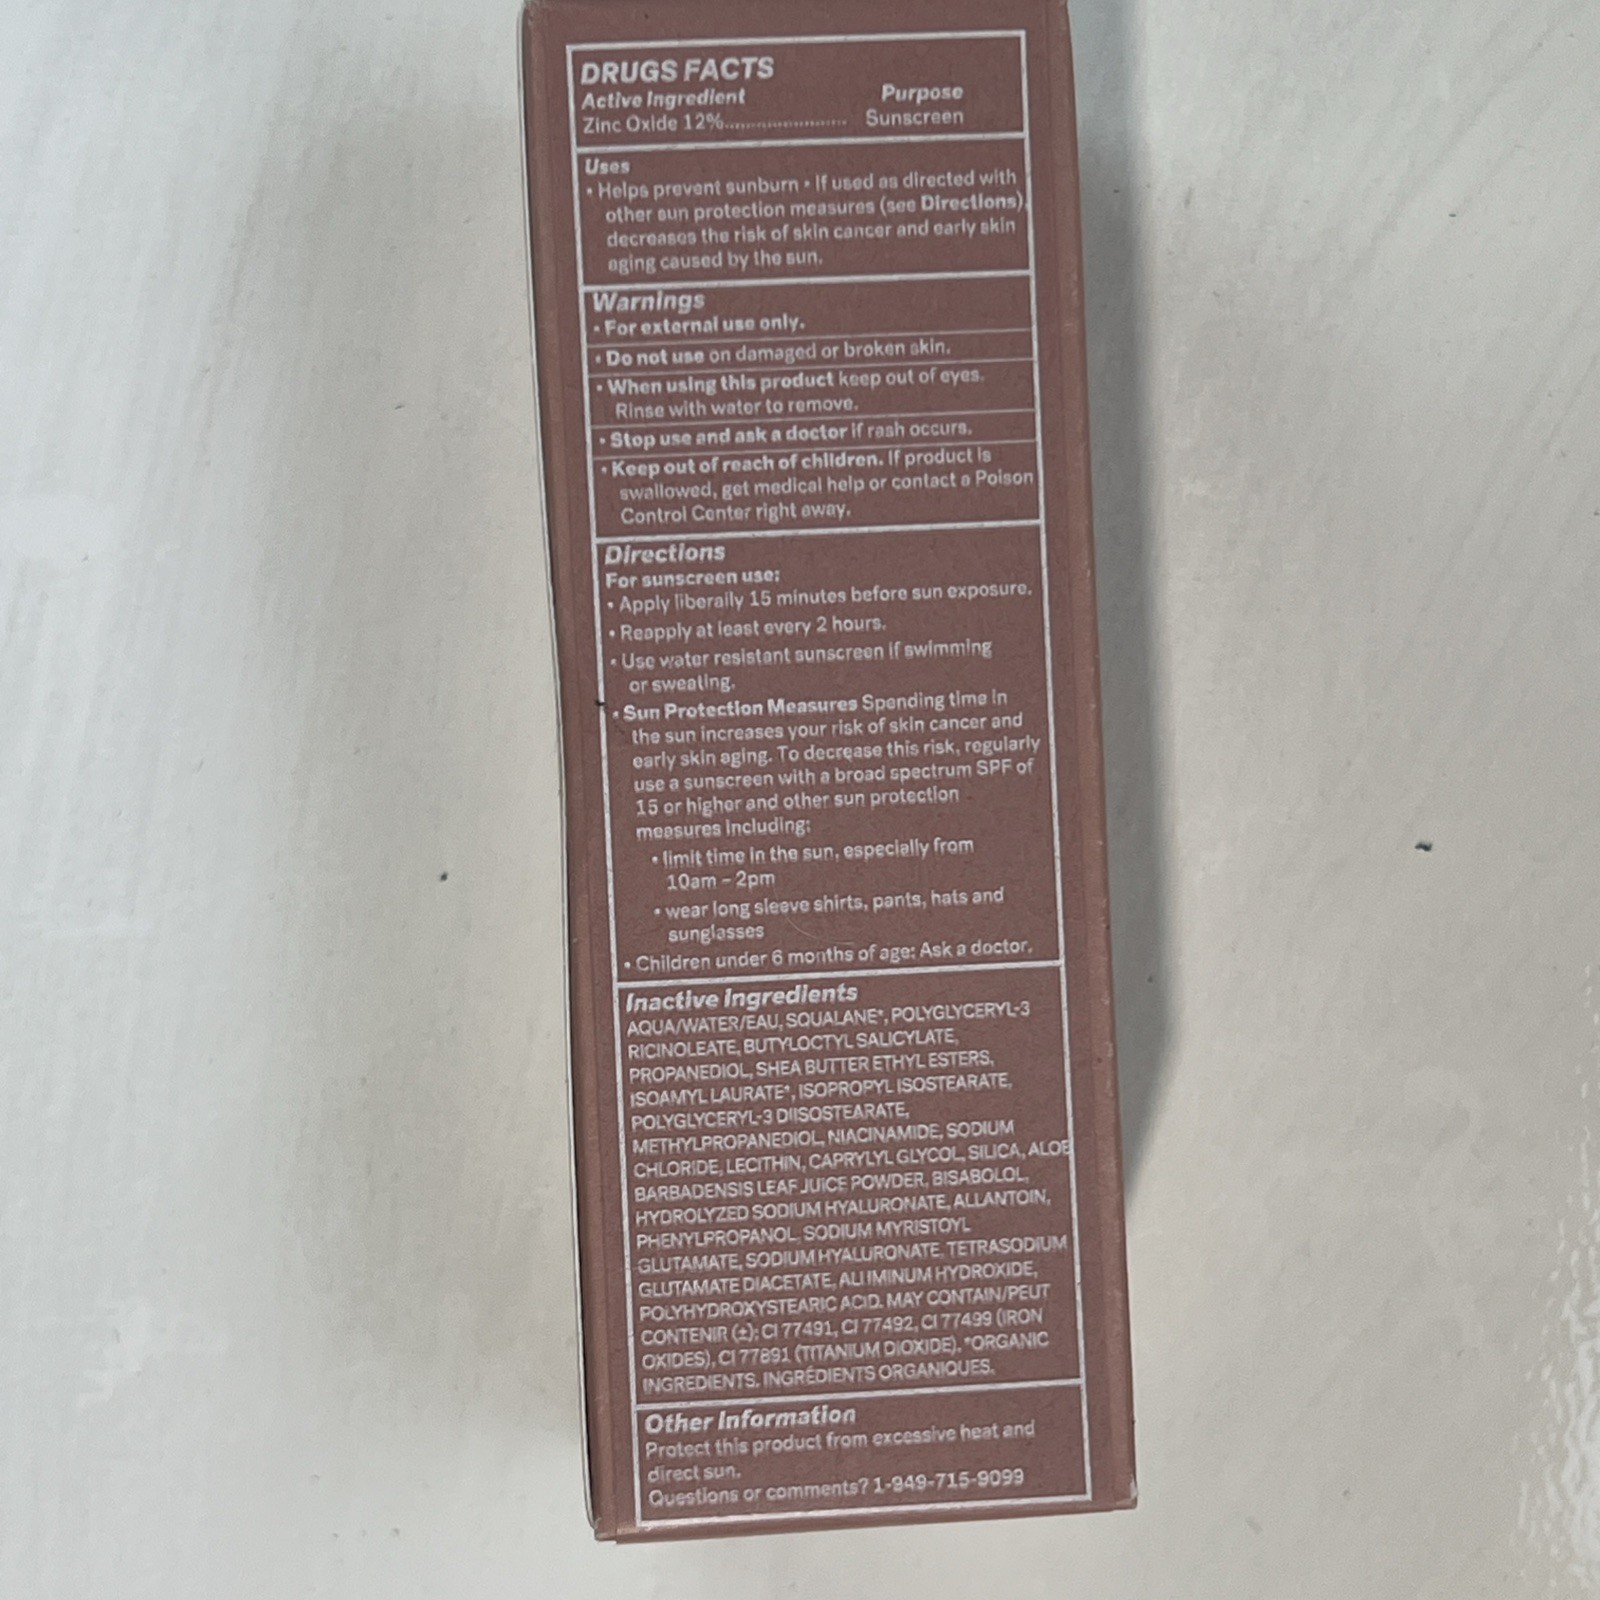 DRUGS FACTS
Active Ingredient Purpose
Zinc Oxide 12%...................... Sunscreen
Uses
• Helps prevent sunburn • If used as directed with
other sun protection measures (see Directions),
decreases the risk of skin cancer and early skin
aging caused by the sun.
Warnings
• For external use only.
• Do not use on damaged or broken skin.
• When using this product keep out of eyes.
Rinse with water to remove.
• Stop use and ask a doctor if rash occurs.
• Keep out of reach of children. If product is
swallowed, get medical help or contact a Poison
Control Center right away.
Directions
For sunscreen use:
• Apply liberally 15 minutes before sun exposure.
• Reapply at least every 2 hours.
• Use water resistant sunscreen if swimming
or sweating.
• Sun Protection Measures Spending time in
the sun increases your risk of skin cancer and
early skin aging. To decrease this risk, regularly
use a sunscreen with a broad spectrum SPF of
15 or higher and other sun protection
measures including:
• limit time in the sun, especially from
10am – 2pm
• wear long sleeve shirts, pants, hats and
sunglasses
• Children under 6 months of age: Ask a doctor.
Inactive Ingredients
AQUA/WATER/EAU, SQUALANE*, POLYGLYCERYL-3
RICINOLEATE, BUTYLOCTYL SALICYLATE,
PROPANEDIOL, SHEA BUTTER ETHYL ESTERS,
ISOAMYL LAURATE*, ISOPROPYL ISOSTEARATE,
POLYGLYCERYL-3 DIISOSTEARATE,
METHYLPROPANEDIOL, NIACINAMIDE, SODIUM
CHLORIDE, LECITHIN, CAPRYLYL GLYCOL, SILICA, ALOE
BARBADENSIS LEAF JUICE POWDER, BISABOLOL,
HYDROLYZED SODIUM HYALURONATE, ALLANTOIN,
PHENYLPROPANOL, SODIUM MYRISTOYL
GLUTAMATE, SODIUM HYALURONATE, TETRASODIUM
GLUTAMATE DIACETATE, ALUMINUM HYDROXIDE,
POLYHYDROXYSTEARIC ACID. MAY CONTAIN/PEUT
CONTENIR (±): CI 77491, CI 77492, CI 77499 (IRON
OXIDES), CI 77891 (TITANIUM DIOXIDE). *ORGANIC
INGREDIENTS. INGRÉDIENTS ORGANIQUES.
Other Information
Protect this product from excessive heat and
direct sun.
Questions or comments? 1-949-715-9099